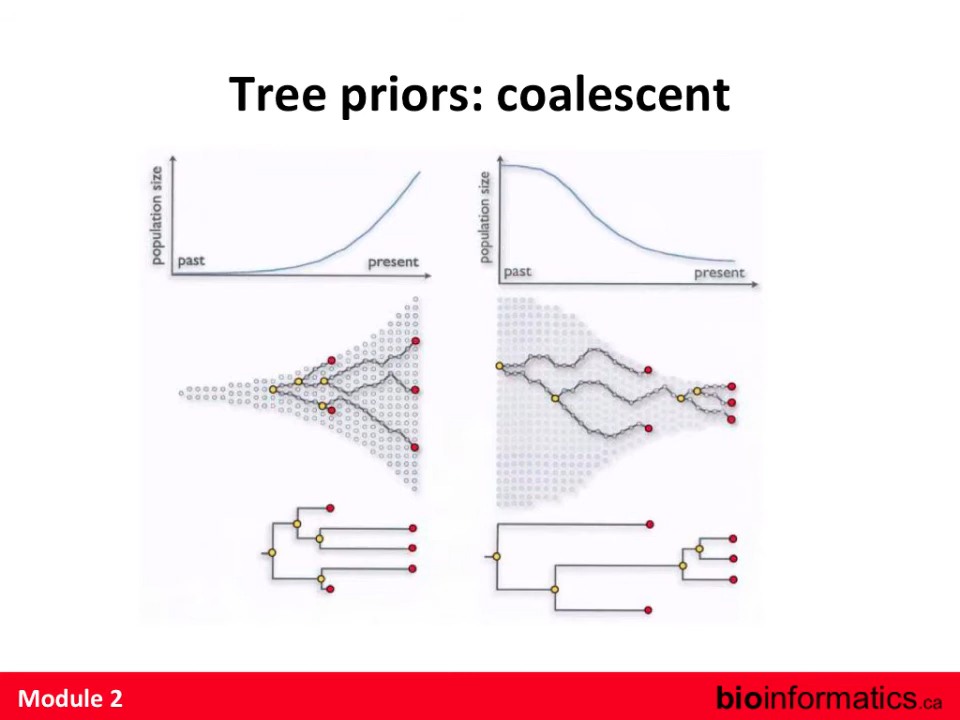 Tree priors: coalescent
population size
past
present
population size
past
present
Module 2
bioinformatics.ca